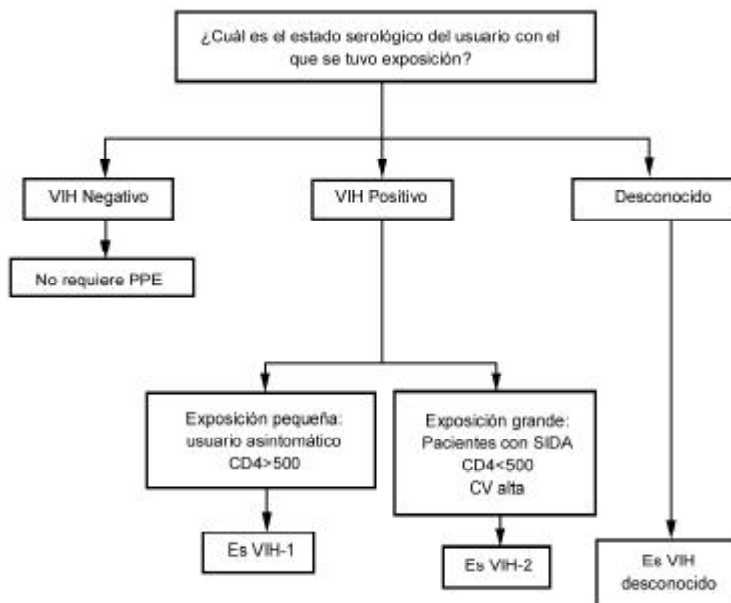 ¿Cuál es el estado serológico del usuario con el
que se tuvo exposición?
VIH Negativo
VIH Positivo
Desconocido
No requiere PPE
Exposición pequeña:
usuario asintomático
CD4>500
Exposición grande:
Pacientes con SIDA
CD4<500
CV alta
Es VIH-1
Es VIH-2
Es VIH
desconocido